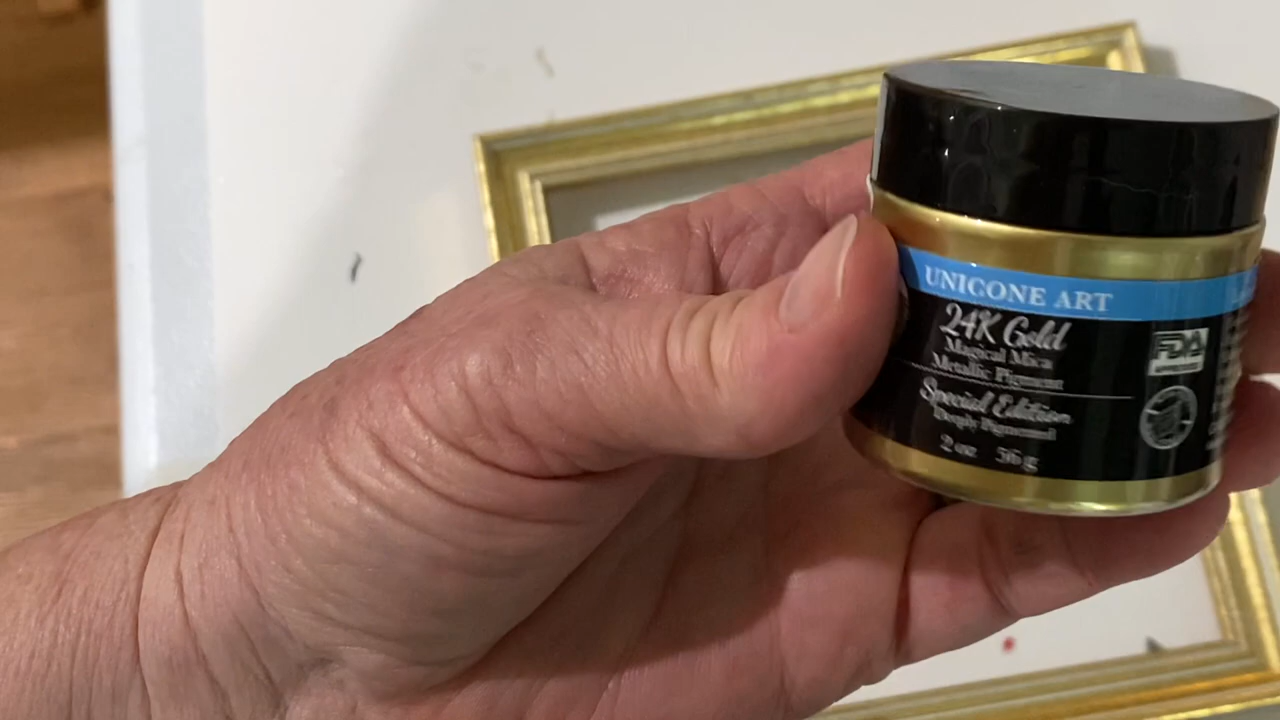 UNICONE ART
24K Gold
Magical Mica
Metallic Pigment
Special Edition
Deeply Pigmented
2 oz 56 g
FDA